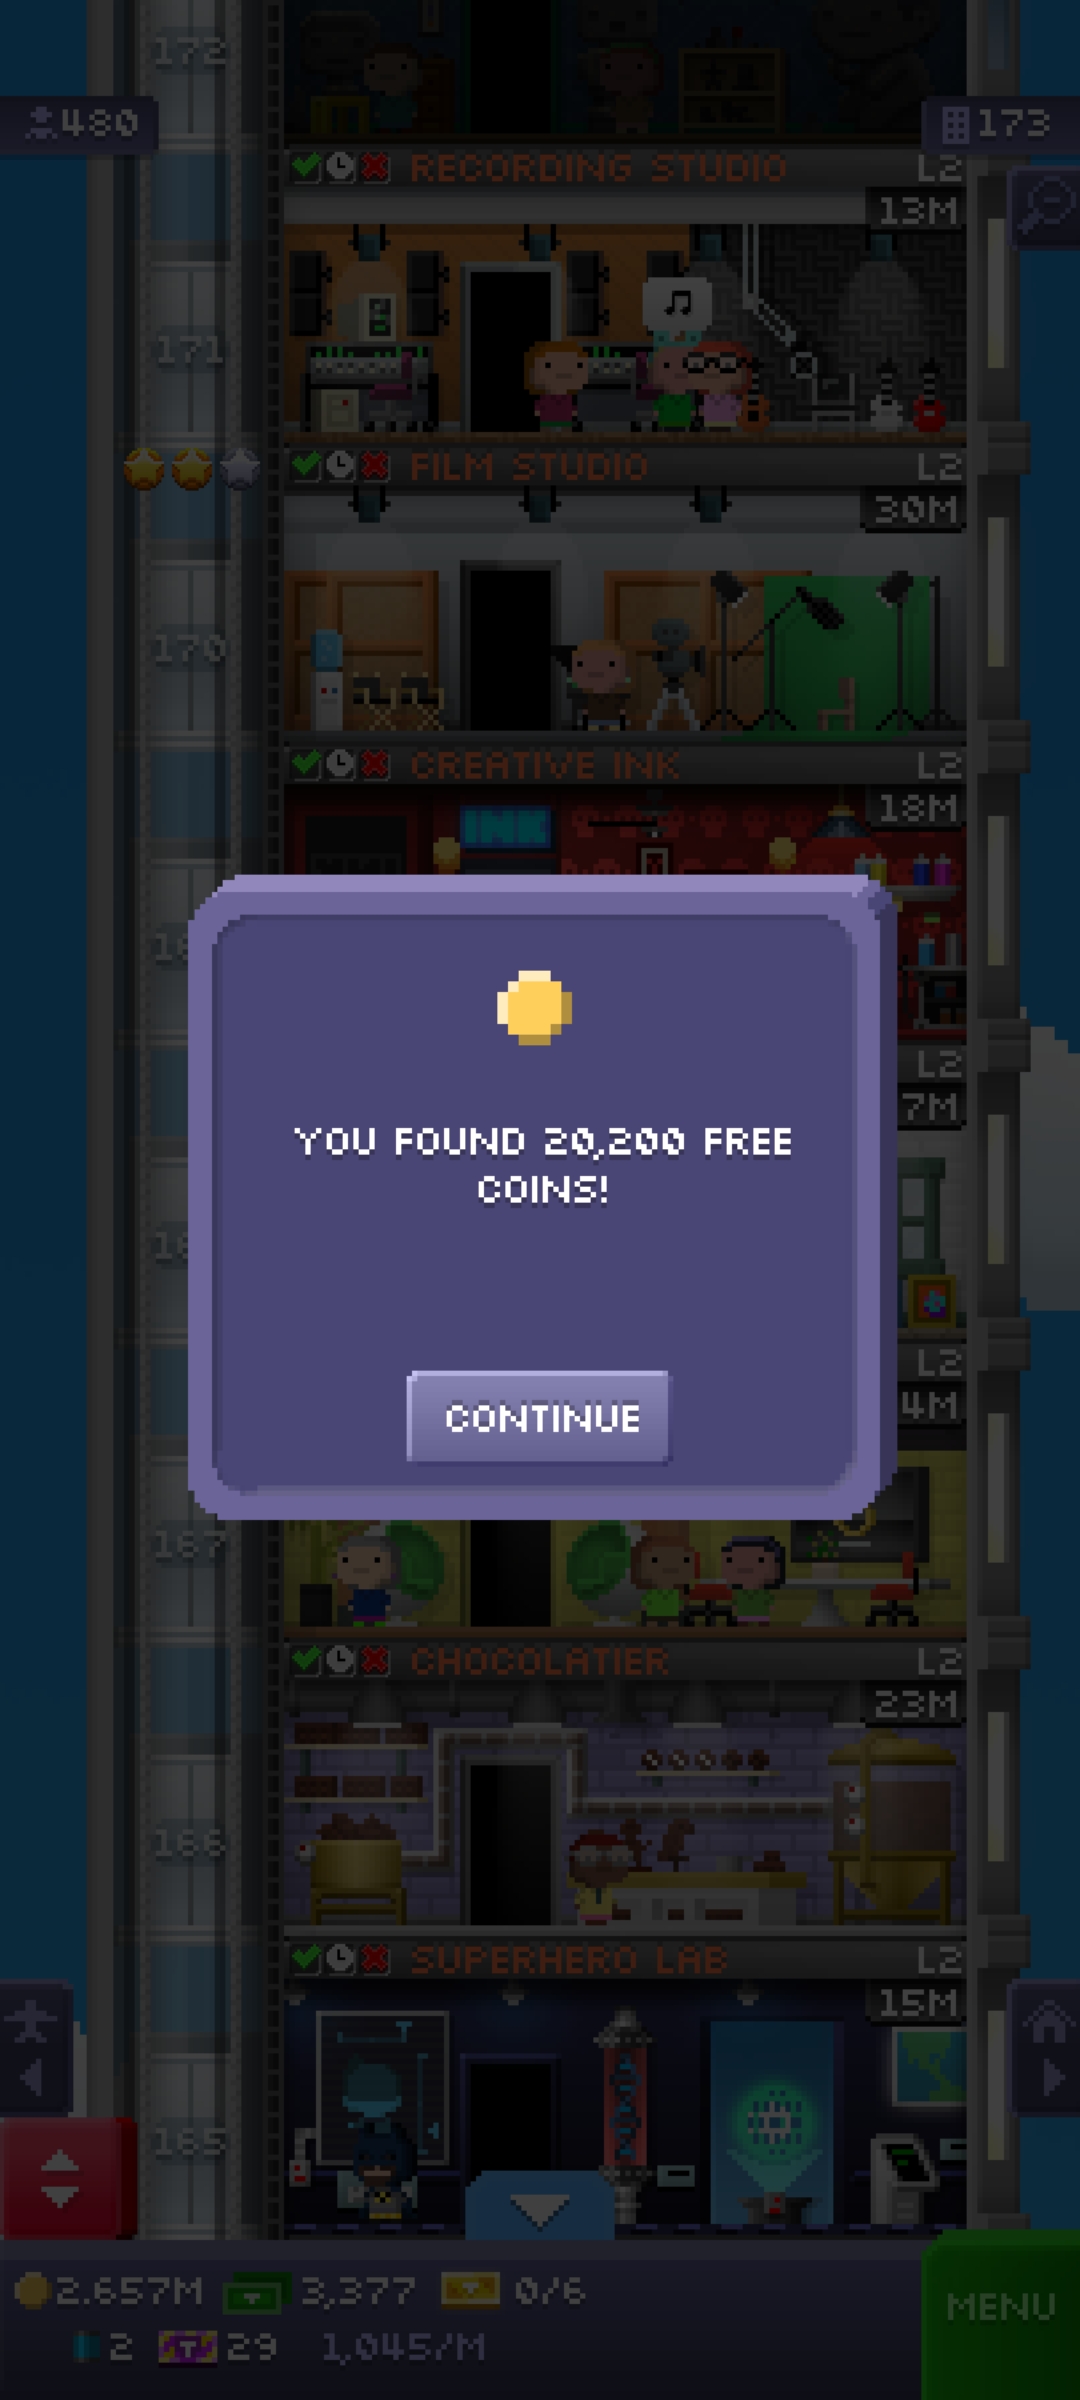 172
480
173
RECORDING STUDIO L2
13M
171
FILM STUDIO L2
30M
170
CREATIVE INK L2
18M
INK
L2
7M
YOU FOUND 20,200 FREE
COINS!
L2
4M
CONTINUE
167
CHOCOLATIER L2
23M
166
SUPERHERO LAB L2
15M
165
2.657M 3,377 0/6
MENU
2 29 1,045/M